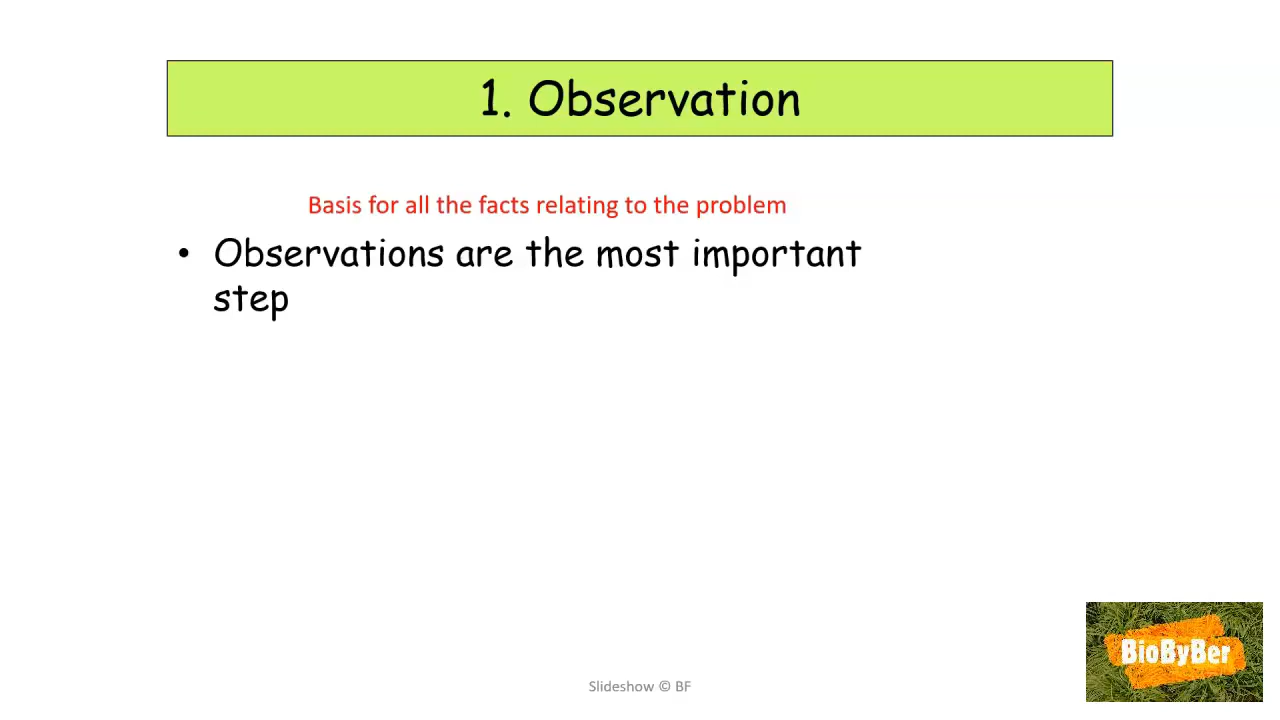 1. Observation
Basis for all the facts relating to the problem
• Observations are the most important
step
BioByBer
Slideshow © BF